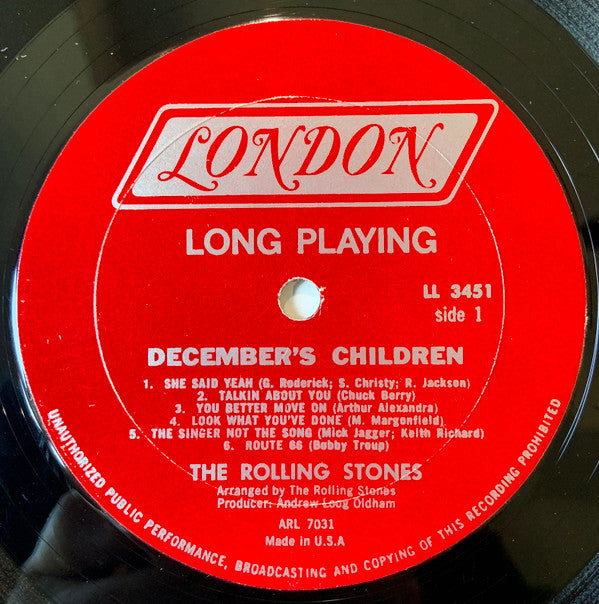 LONDON
LONG PLAYING
LL 3451
side 1
DECEMBER'S CHILDREN
1. SHE SAID YEAH (G. Roderick; S. Christy; R. Jackson)
2. TALKIN ABOUT YOU (Chuck Berry)
3. YOU BETTER MOVE ON (Arthur Alexandra)
4. LOOK WHAT YOU'VE DONE (M. Margonfield)
5. THE SINGER NOT THE SONG (Mick Jagger; Keith Richard)
6. ROUTE 66 (Bobby Troup)
THE ROLLING STONES
Arranged by The Rolling Stones
Producer: Andrew Loog Oldham
ARL 7031
Made in U.S.A
UNAUTHORIZED PUBLIC PERFORMANCE, BROADCASTING AND COPYING OF THIS RECORDING PROHIBITED